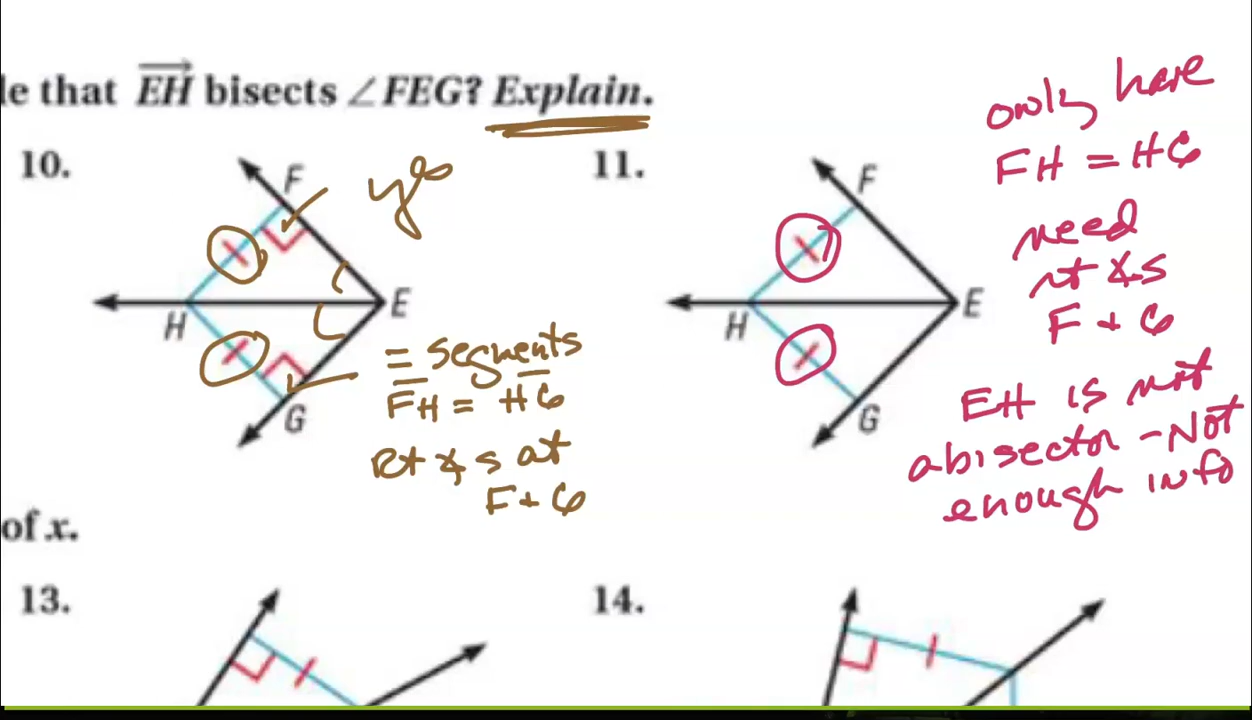 le that EH bisects ∠FEG? Explain.
10.
F
yes
E
H
G
= segments
FH = HG
Rt ∡s at
F + G
11.
F
E
H
G
only have
FH = HG
need
rt ∡s
F + G
EH is not
a bisector - Not
enough info
of x.
13.
14.